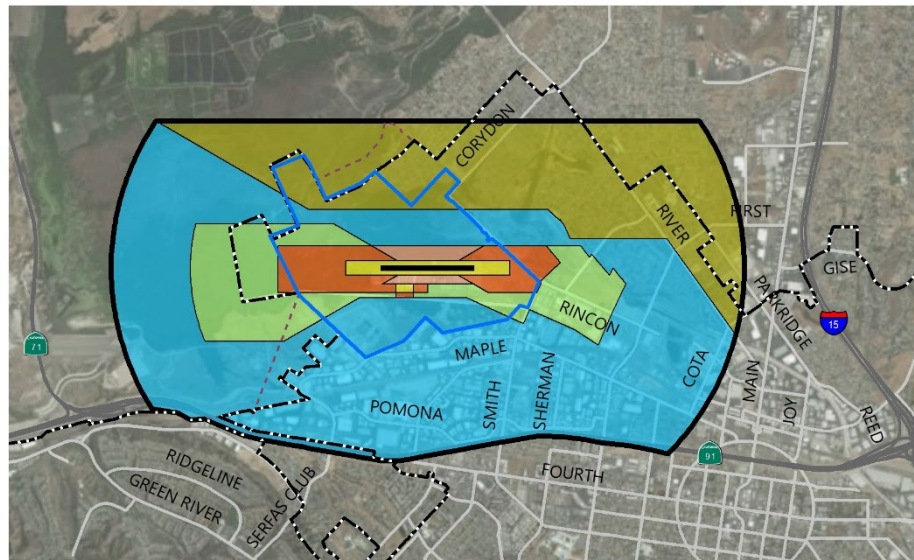 CORYDON
RIVER
FIRST
GISE
PARKRIDGE
15
71
RINCON
MAPLE
COTA
MAIN
JOY
SMITH
SHERMAN
POMONA
REED
91
FOURTH
RIDGELINE
GREEN RIVER
SERFAS CLUB